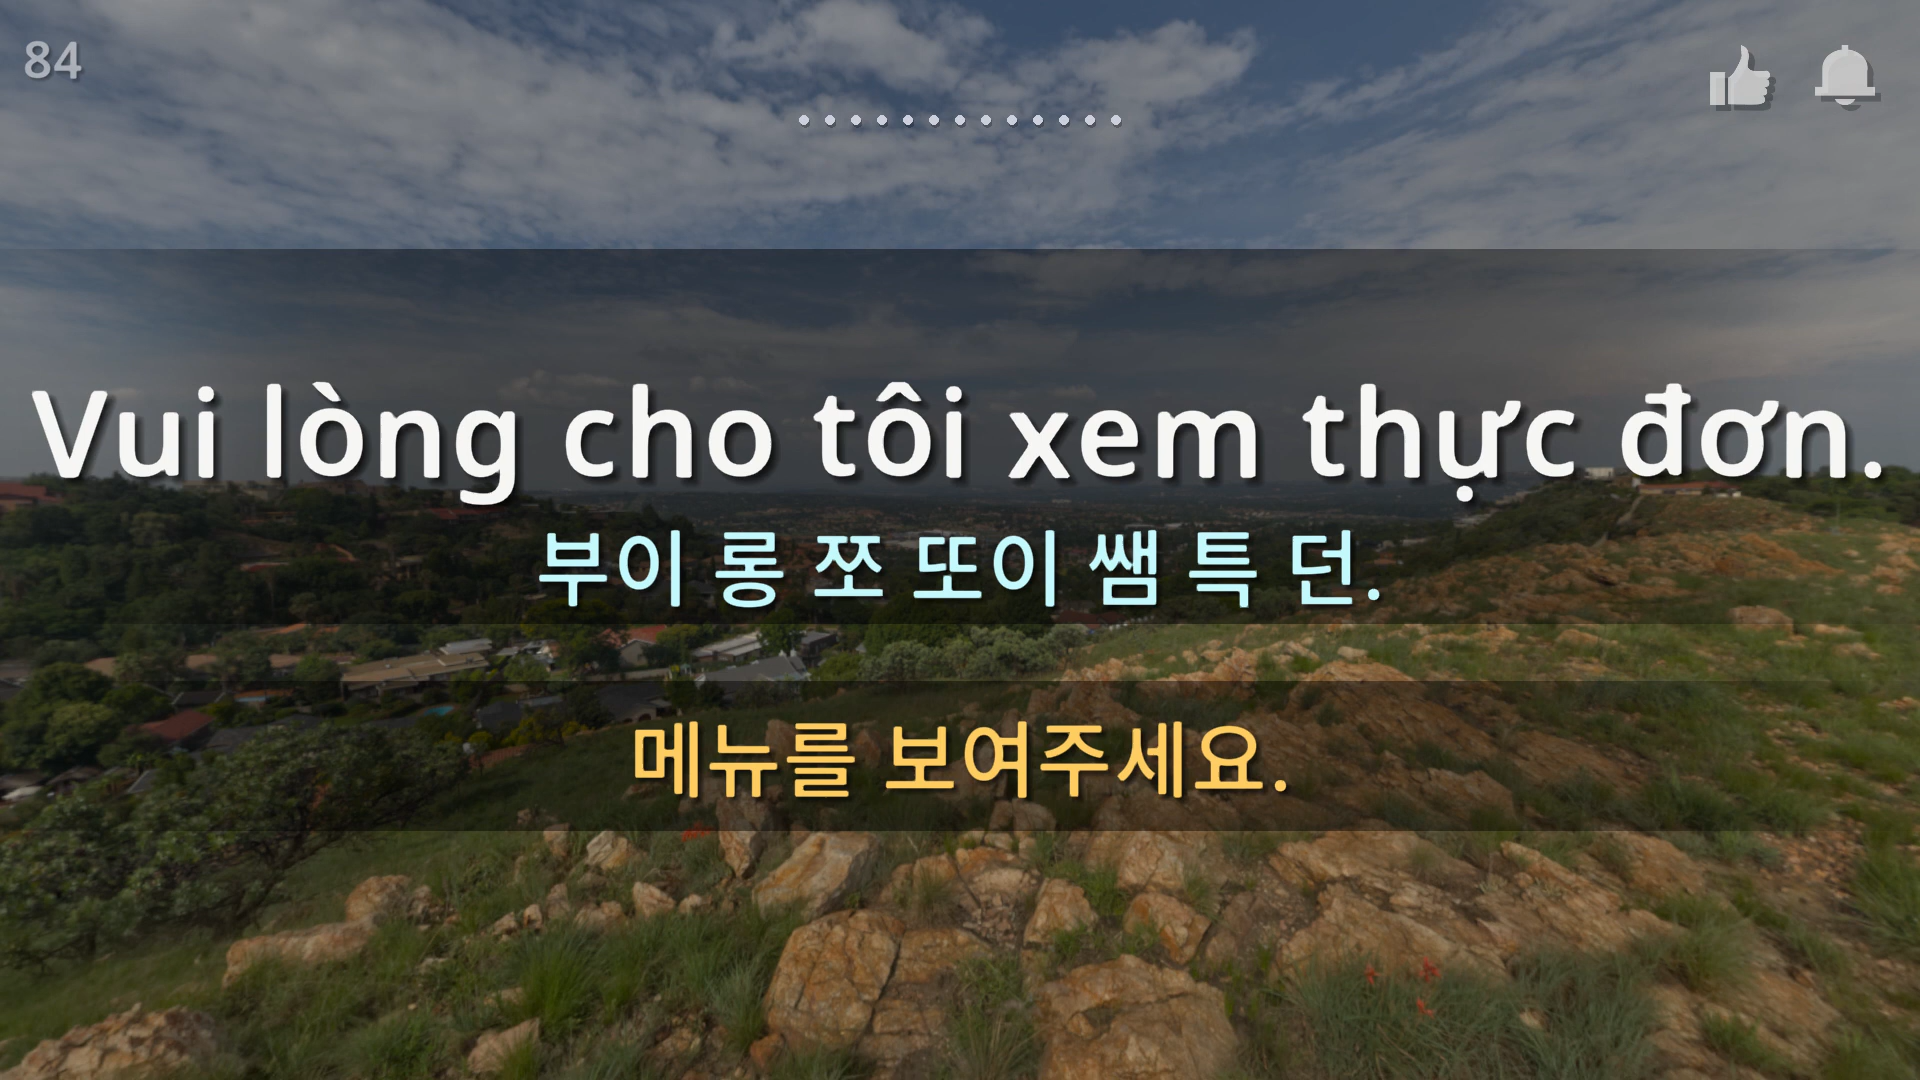 84
Vui lòng cho tôi xem thực đơn.
부이 롱 쪼 또이 쌤 특 던.
메뉴를 보여주세요.